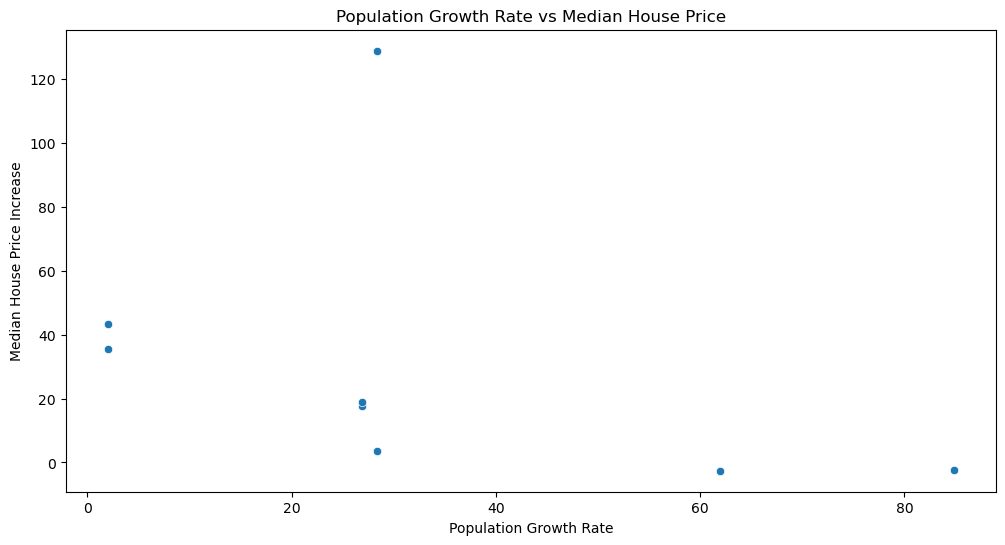 Population Growth Rate vs Median House Price
120
100
80
60
40
20
0
Median House Price Increase
0 20 40 60 80
Population Growth Rate